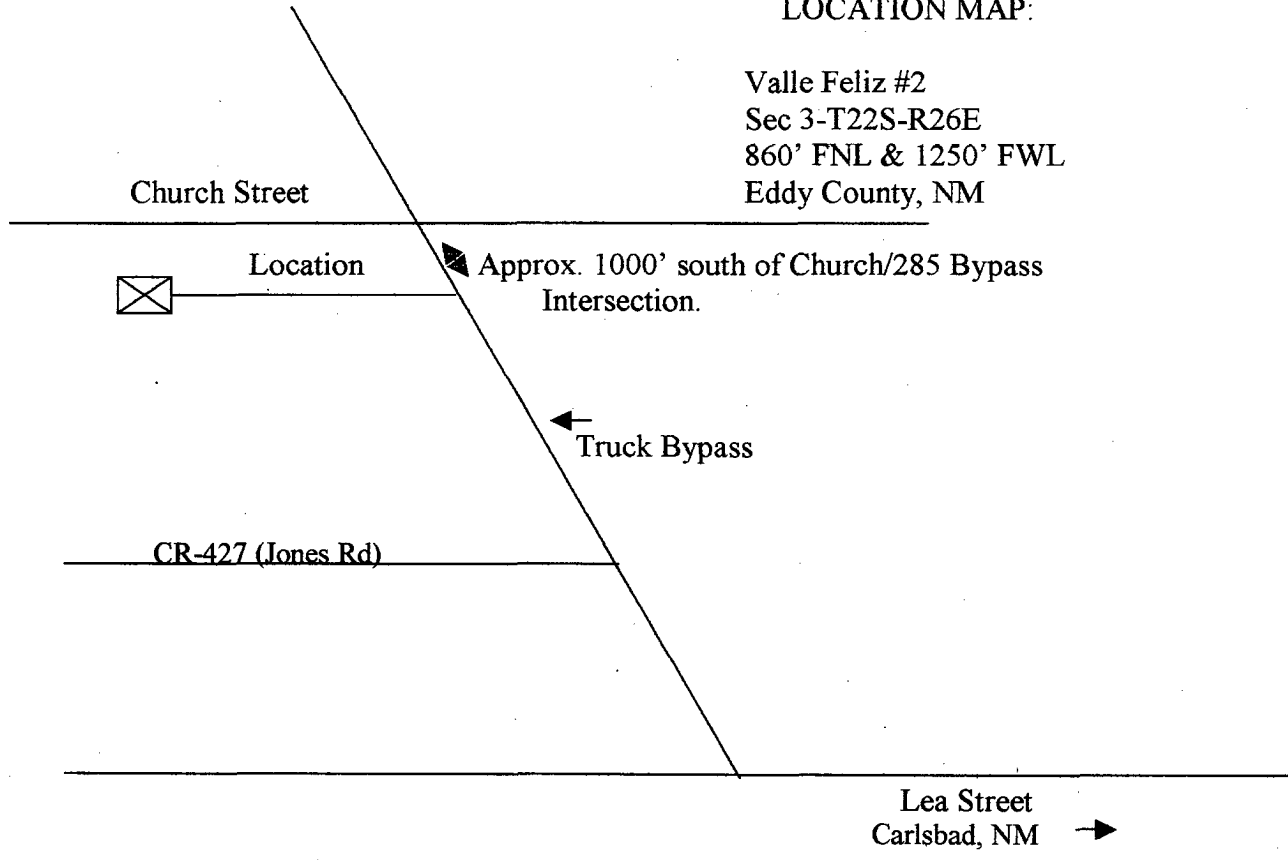 LOCATION MAP:
Valle Feliz #2
Sec 3-T22S-R26E
860' FNL & 1250' FWL
Eddy County, NM
Church Street
Location
Approx. 1000' south of Church/285 Bypass
Intersection.
Truck Bypass
CR-427 (Jones Rd)
Lea Street
Carlsbad, NM